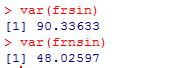 > var(frsin)
[1] 90.33633
> var(frnsin)
[1] 48.02597